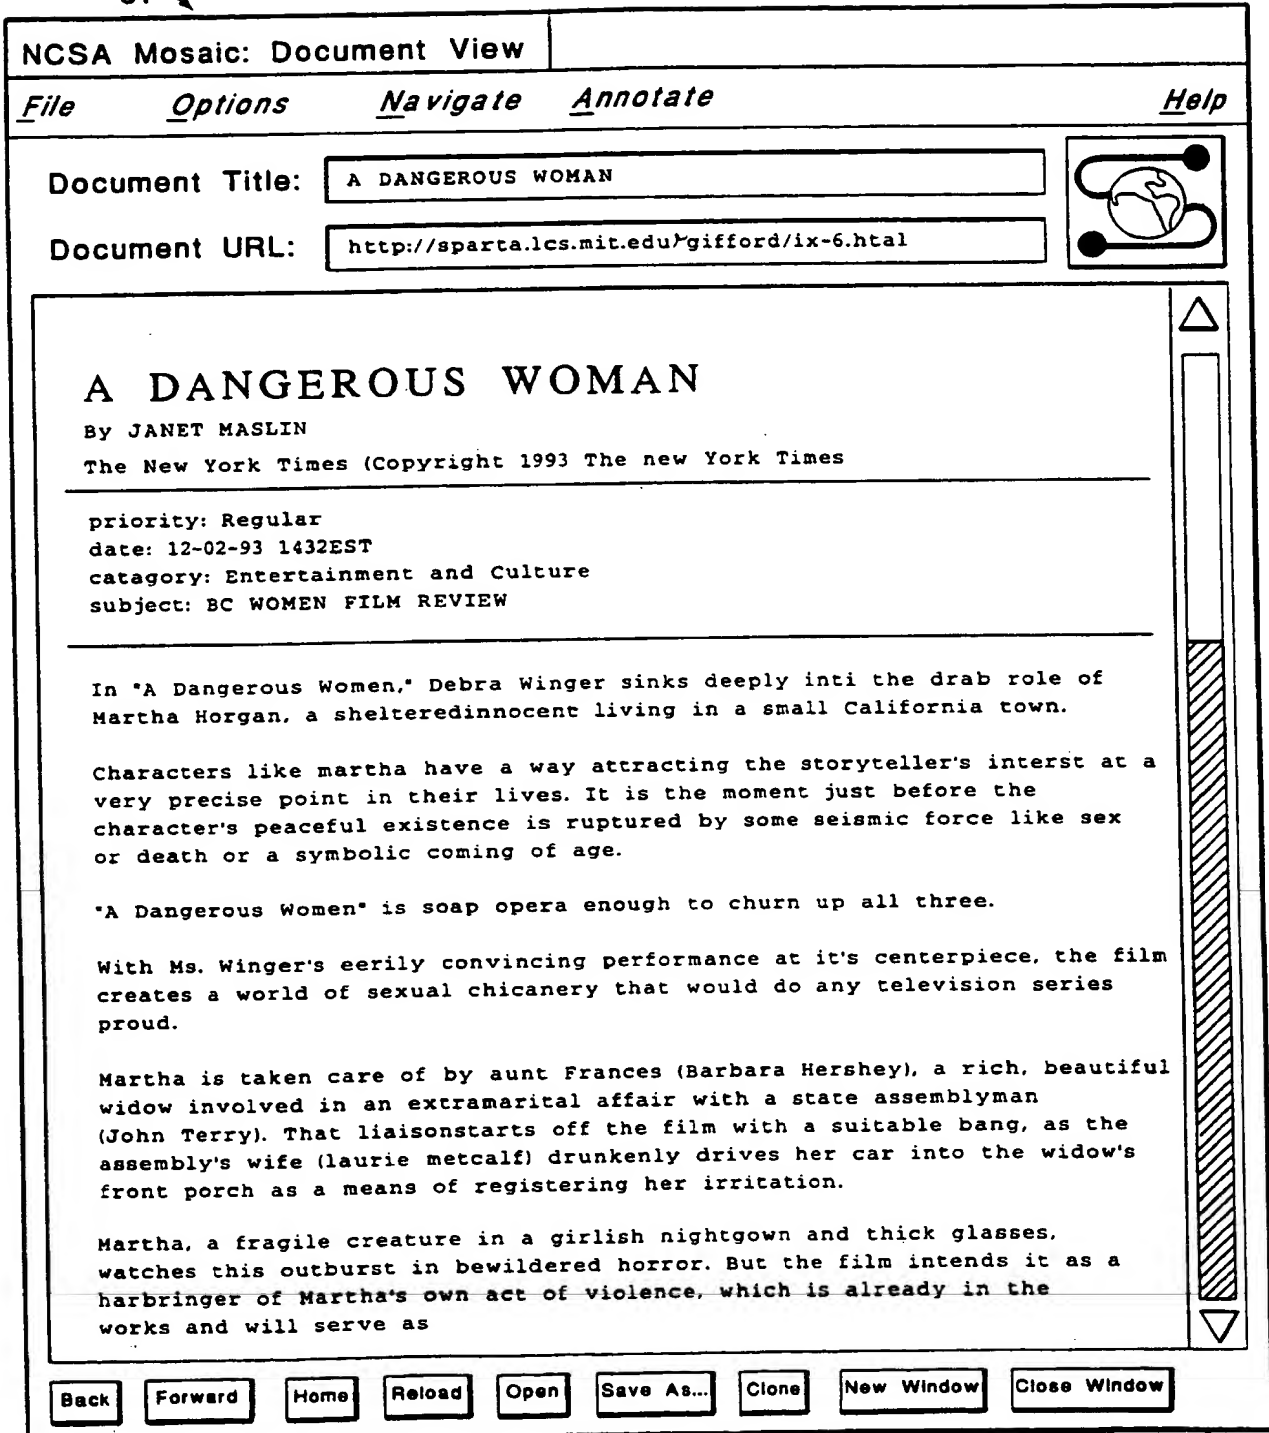 NCSA Mosaic: Document View
File Options Navigate Annotate Help
Document Title: A DANGEROUS WOMAN
Document URL: http://sparta.lcs.mit.edu/~gifford/ix-6.htal
A DANGEROUS WOMAN
By JANET MASLIN
The New York Times (Copyright 1993 The new York Times
priority: Regular
date: 12-02-93 1432EST
catagory: Entertainment and Culture
subject: BC WOMEN FILM REVIEW
In "A Dangerous Women," Debra Winger sinks deeply inti the drab role of
Martha Horgan, a shelteredinnocent living in a small California town.
Characters like martha have a way attracting the storyteller's interst at a
very precise point in their lives. It is the moment just before the
character's peaceful existence is ruptured by some seismic force like sex
or death or a symbolic coming of age.
"A Dangerous Women" is soap opera enough to churn up all three.
With Ms. Winger's eerily convincing performance at it's centerpiece, the film
creates a world of sexual chicanery that would do any television series
proud.
Martha is taken care of by aunt Frances (Barbara Hershey), a rich, beautiful
widow involved in an extramarital affair with a state assemblyman
(John Terry). That liaisonstarts off the film with a suitable bang, as the
assembly's wife (laurie metcalf) drunkenly drives her car into the widow's
front porch as a means of registering her irritation.
Martha, a fragile creature in a girlish nightgown and thick glasses,
watches this outburst in bewildered horror. But the film intends it as a
harbringer of Martha's own act of violence, which is already in the
works and will serve as
Back Forward Home Reload Open Save As... Clone New Window Close Window